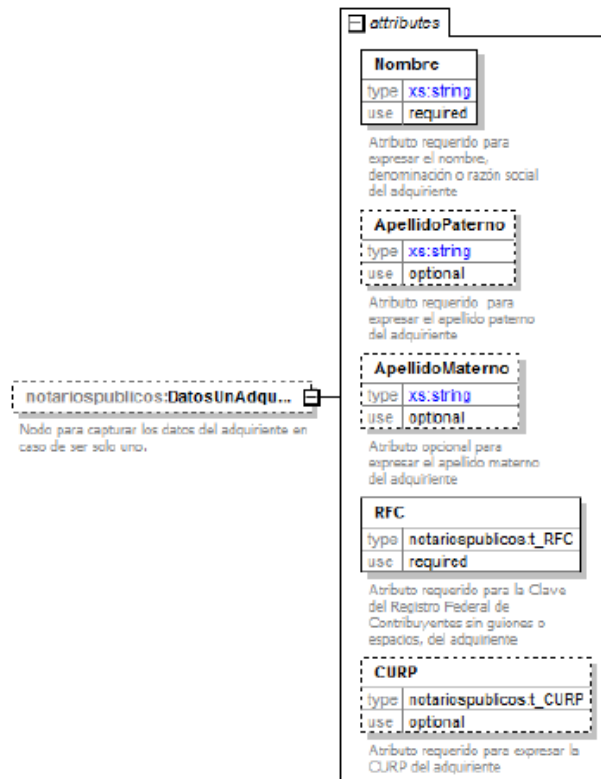 attributes
Nombre
type xs:string
use required
Atributo requerido para
expresar el nombre,
denominación o razón social
del adquiriente
ApellidoPaterno
type xs:string
use optional
Atributo requerido para
expresar el apellido paterno
del adquiriente
notariospublicos:DatosUnAdqu...
Nodo para capturar los datos del adquiriente en
caso de ser solo uno.
ApellidoMaterno
type xs:string
use optional
Atributo opcional para
expresar el apellido materno
del adquiriente
RFC
type notariospublicos:t_RFC
use required
Atributo requerido para la Clave
del Registro Federal de
Contribuyentes sin guiones o
espacios, del adquiriente
CURP
type notariospublicos:t_CURP
use optional
Atributo requerido para expresar la
CURP del adquiriente